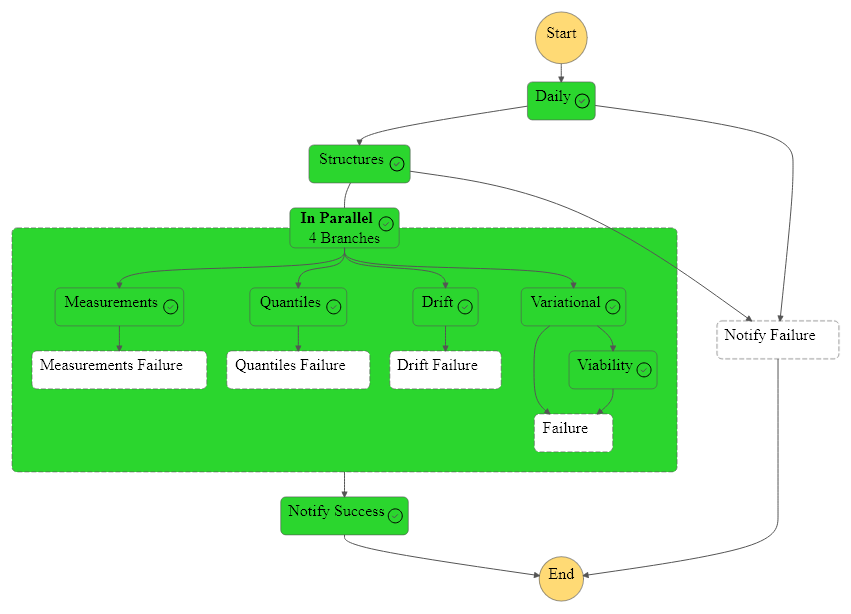 Start
Daily
Structures
In Parallel
4 Branches
Measurements
Quantiles
Drift
Variational
Notify Failure
Measurements Failure
Quantiles Failure
Drift Failure
Viability
Failure
Notify Success
End